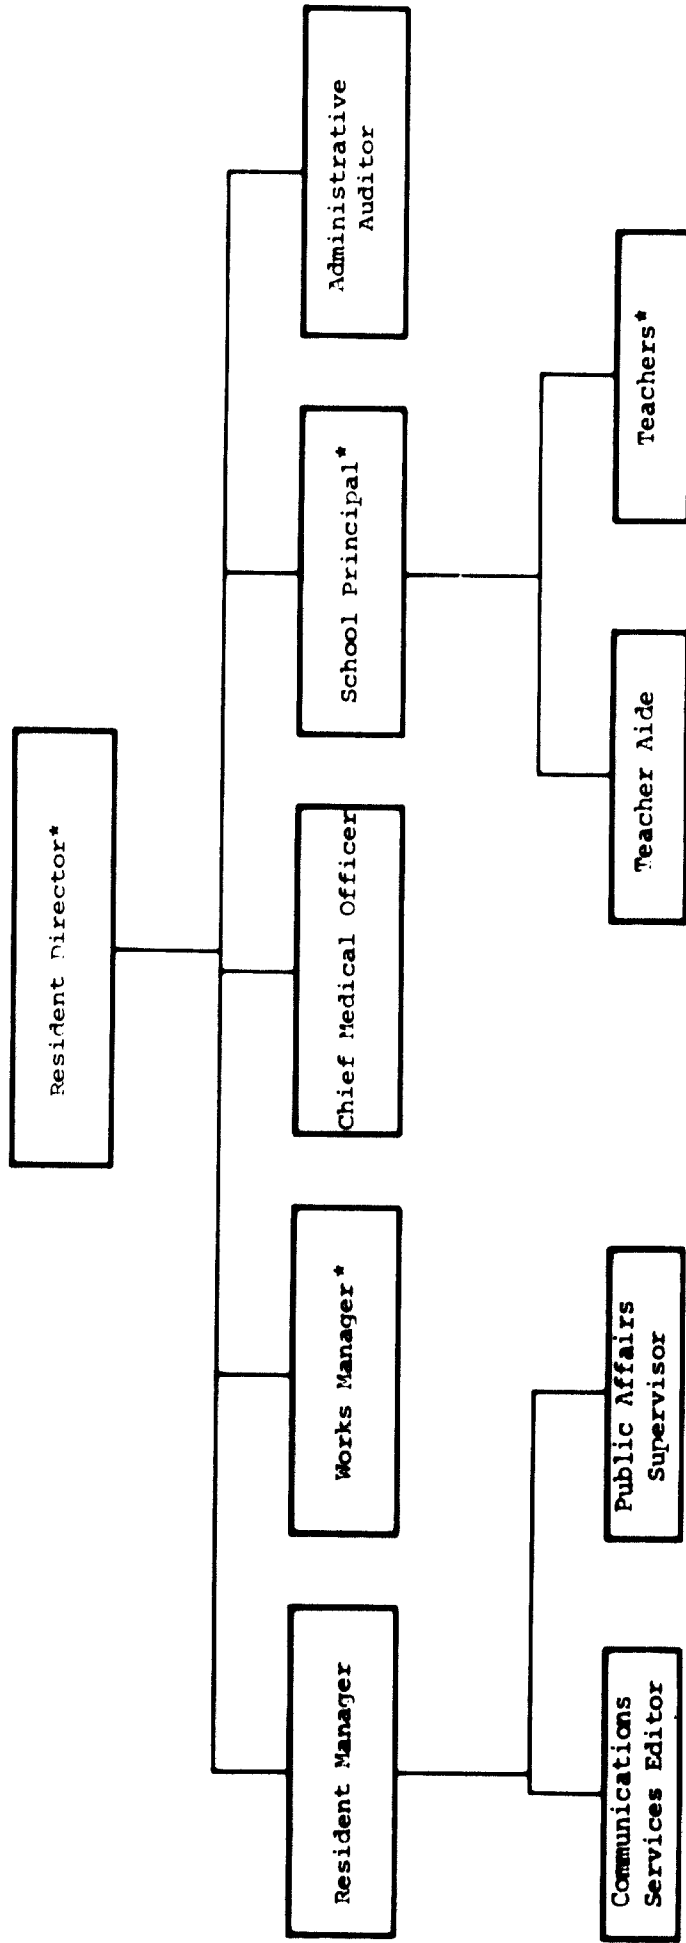 Resident Director*
Resident Manager
Works Manager*
Chief Medical Officer
School Principal*
Administrative
Auditor
Communications
Services Editor
Public Affairs
Supervisor
Teacher Aide
Teachers*